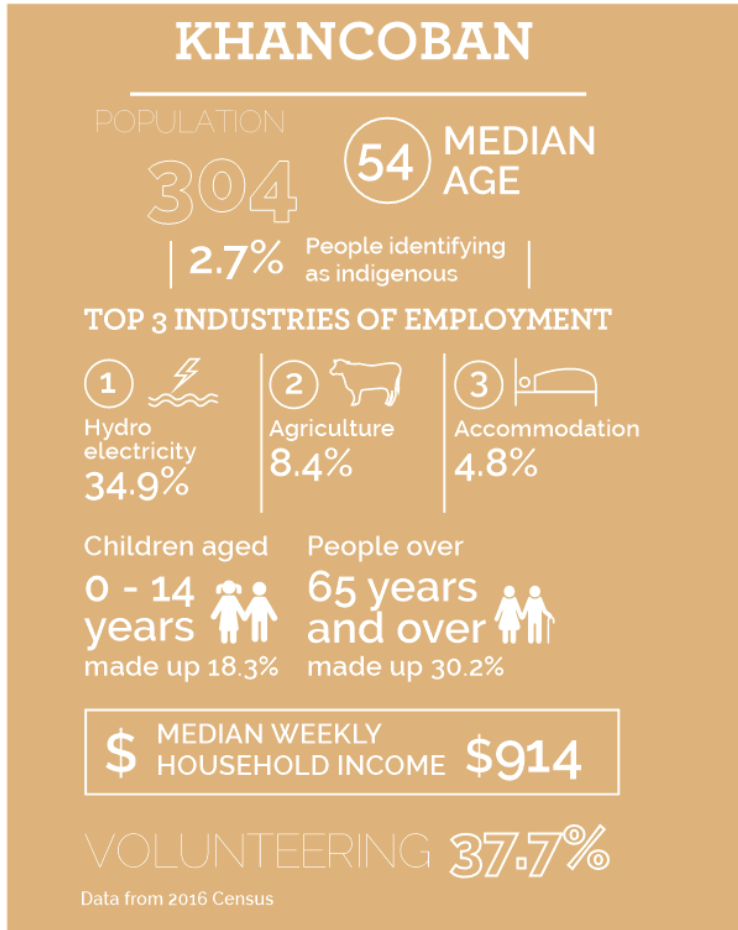 KHANCOBAN
POPULATION
304
54
MEDIAN
AGE
2.7%
People identifying
as indigenous
TOP 3 INDUSTRIES OF EMPLOYMENT
1
Hydro
electricity
34.9%
2
Agriculture
8.4%
3
Accommodation
4.8%
Children aged
0 - 14
years
made up 18.3%
People over
65 years
and over
made up 30.2%
$
MEDIAN WEEKLY
HOUSEHOLD INCOME
$914
VOLUNTEERING 37.7%
Data from 2016 Census